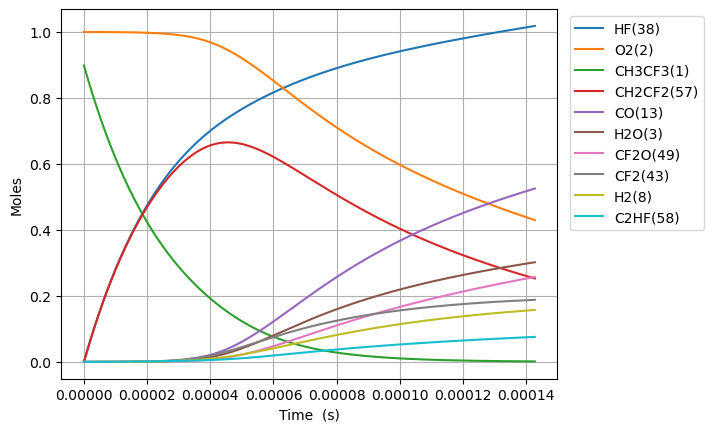 HF(38)
O2(2)
CH3CF3(1)
CH2CF2(57)
CO(13)
H2O(3)
CF2O(49)
CF2(43)
H2(8)
C2HF(58)
1.0
0.8
0.6
0.4
0.2
0.0
Moles
0.00000 0.00002 0.00004 0.00006 0.00008 0.00010 0.00012 0.00014
Time (s)